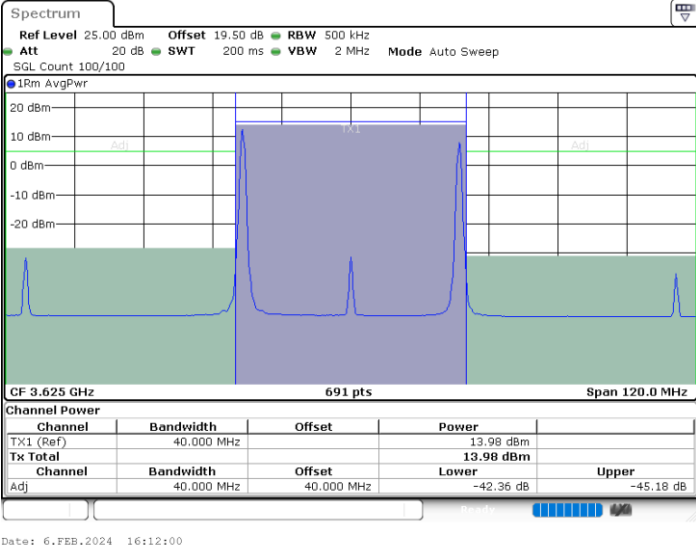 Spectrum
Ref Level 25.00 dBm Offset 19.50 dB RBW 500 kHz
Att 20 dB SWT 200 ms VBW 2 MHz Mode Auto Sweep
SGL Count 100/100
1Rm AvgPwr
20 dBm
TX1
10 dBm
Adj Adj
0 dBm
-10 dBm
-20 dBm
CF 3.625 GHz 691 pts Span 120.0 MHz
Channel Power
Channel Bandwidth Offset Power
TX1 (Ref) 40.000 MHz 13.98 dBm
Tx Total 13.98 dBm
Channel Bandwidth Offset Lower Upper
Adj 40.000 MHz 40.000 MHz -42.36 dB -45.18 dB
Ready
Date: 6.FEB.2024 16:12:00